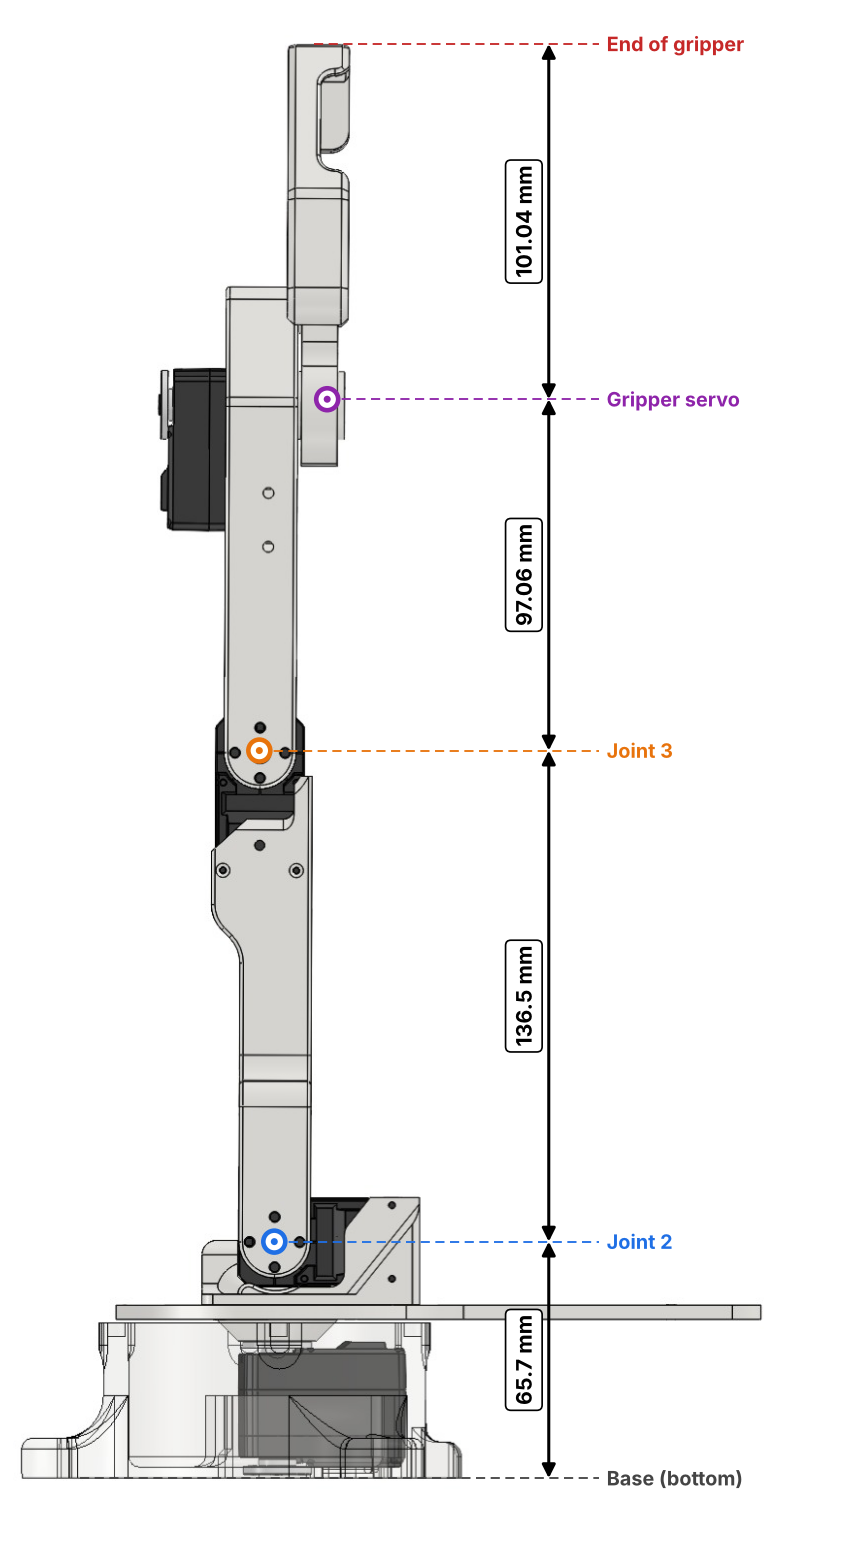 End of gripper
101.04 mm
Gripper servo
97.06 mm
Joint 3
136.5 mm
Joint 2
65.7 mm
Base (bottom)